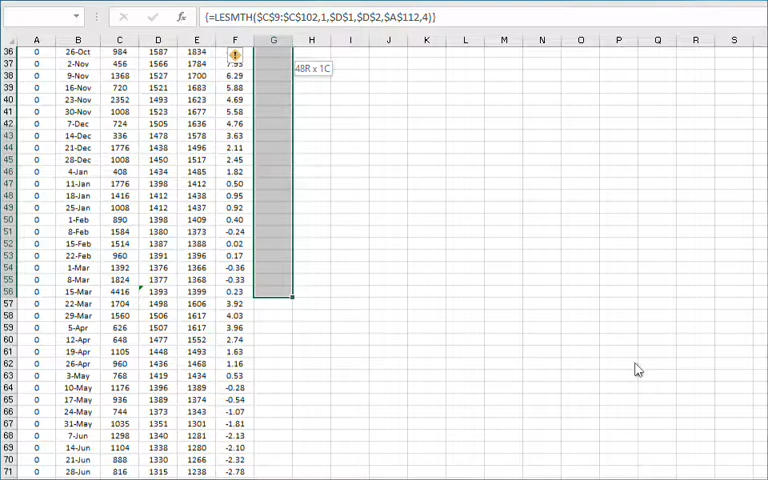 {=LESMTH($C$9:$C$102,1,$D$1,$D$2,$A$112,4)}
A B C D E F G H I J K L M N O P Q R S
36 0 26-Oct 984 1587 1834
37 0 2-Nov 456 1566 1784 7.93
38 0 9-Nov 1368 1527 1700 6.29
48R x 1C
39 0 16-Nov 720 1521 1683 5.88
40 0 23-Nov 2352 1493 1623 4.69
41 0 30-Nov 1008 1523 1677 5.58
42 0 7-Dec 724 1505 1636 4.76
43 0 14-Dec 336 1478 1578 3.63
44 0 21-Dec 1776 1438 1496 2.11
45 0 28-Dec 1008 1450 1517 2.45
46 0 4-Jan 408 1434 1485 1.82
47 0 11-Jan 1776 1398 1412 0.50
48 0 18-Jan 1416 1412 1438 0.95
49 0 25-Jan 1008 1412 1437 0.92
50 0 1-Feb 890 1398 1409 0.40
51 0 8-Feb 1584 1380 1373 -0.24
52 0 15-Feb 1514 1387 1388 0.02
53 0 22-Feb 960 1391 1396 0.17
54 0 1-Mar 1392 1376 1366 -0.36
55 0 8-Mar 1824 1377 1368 -0.33
56 0 15-Mar 4416 1393 1399 0.23
57 0 22-Mar 1704 1498 1606 3.92
58 0 29-Mar 1560 1506 1617 4.03
59 0 5-Apr 626 1507 1617 3.96
60 0 12-Apr 648 1477 1552 2.74
61 0 19-Apr 1105 1448 1493 1.63
62 0 26-Apr 960 1436 1468 1.16
63 0 3-May 768 1419 1434 0.53
64 0 10-May 1176 1396 1389 -0.28
65 0 17-May 936 1389 1374 -0.54
66 0 24-May 744 1373 1343 -1.07
67 0 31-May 1035 1351 1301 -1.81
68 0 7-Jun 1298 1340 1281 -2.13
69 0 14-Jun 1104 1338 1280 -2.10
70 0 21-Jun 888 1330 1266 -2.32
71 0 28-Jun 816 1315 1238 -2.78